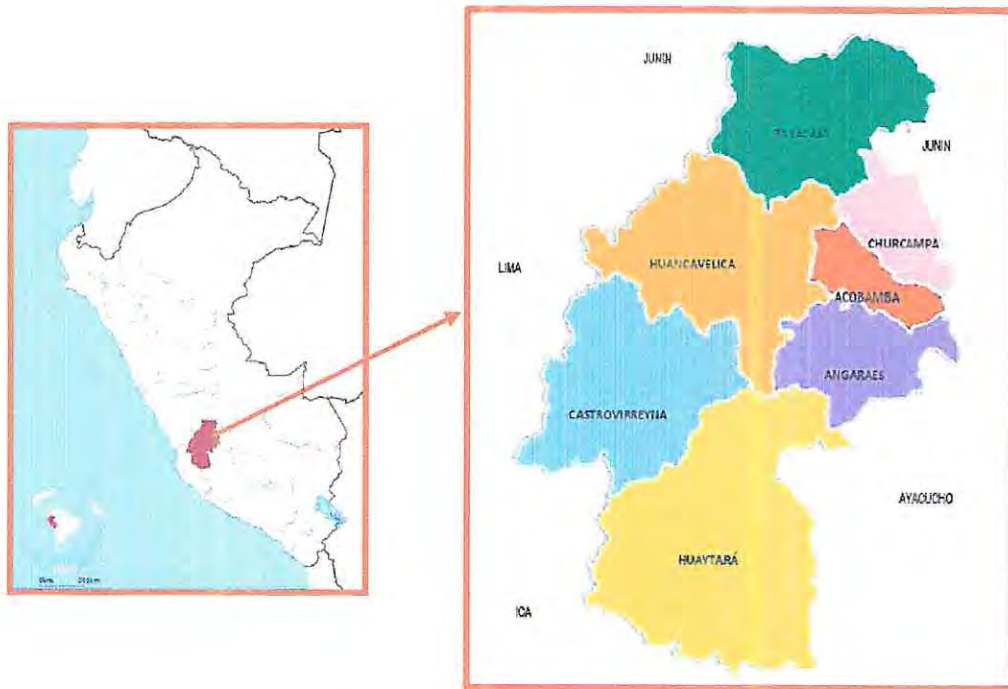 JUNIN
JUNIN
CHURCAMPA
LIMA
HUANCAVELICA
ACOBAMBA
ANGARAES
CASTROVIRREYNA
AYACUCHO
HUAYTARÁ
ICA